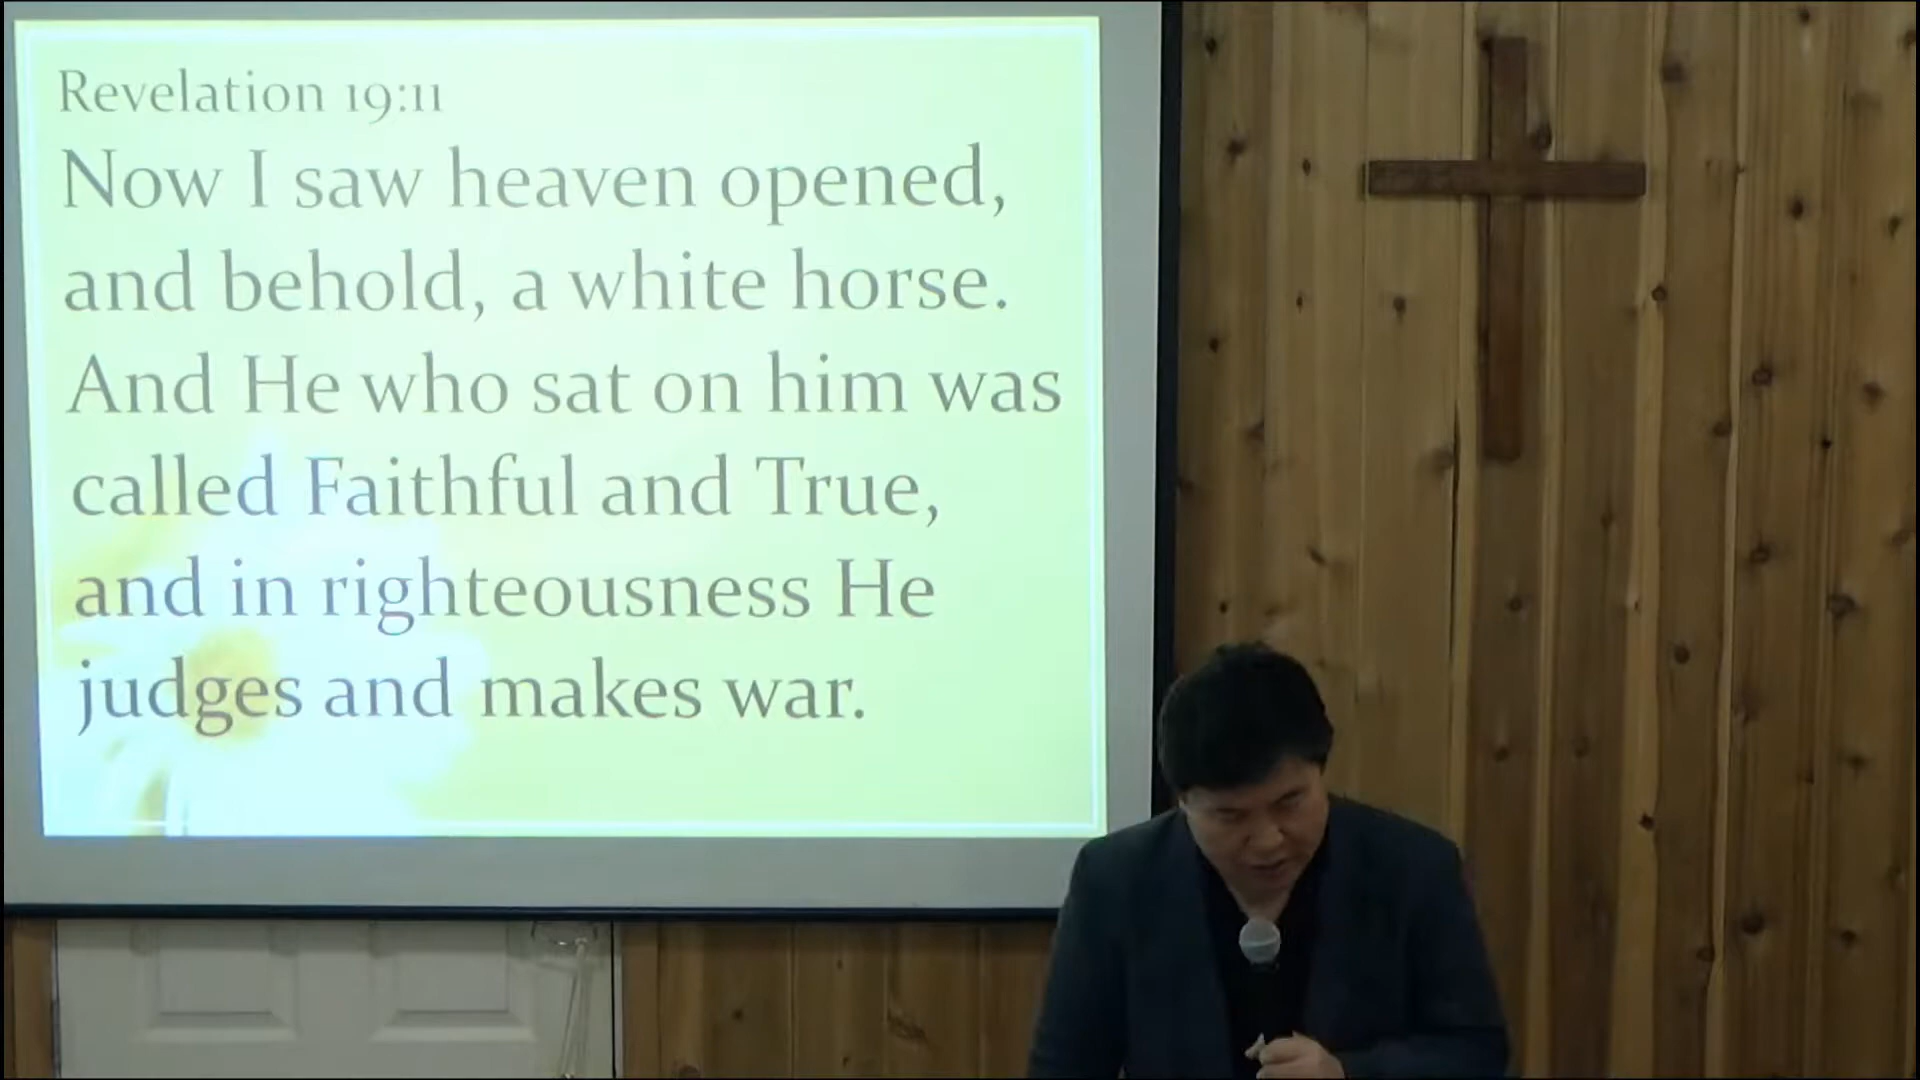 Revelation 19:11
Now I saw heaven opened,
and behold, a white horse.
And He who sat on him was
called Faithful and True,
and in righteousness He
judges and makes war.